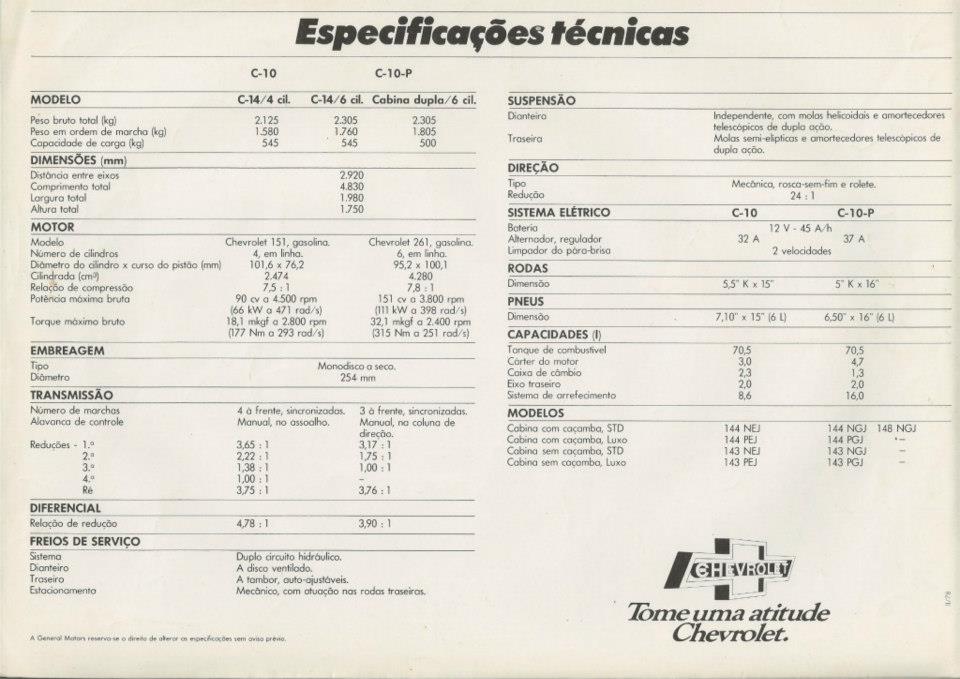 Especificações técnicas
C-10 C-10-P
MODELO C-14/4 cil. C-14/6 cil. Cabina dupla/6 cil.
Peso bruto total (kg) 2.125 2.305 2.305
Peso em ordem de marcha (kg) 1.580 1.760 1.805
Capacidade de carga (kg) 545 545 500
DIMENSÕES (mm)
Distância entre eixos 2.920
Comprimento total 4.830
Largura total 1.980
Altura total 1.750
MOTOR
Modelo Chevrolet 151, gasolina. Chevrolet 261, gasolina.
Número de cilindros 4, em linha. 6, em linha.
Diâmetro do cilindro x curso do pistão (mm) 101,6 x 76,2 95,2 x 100,1
Cilindrada (cm³) 2.474 4.280
Relação de compressão 7,5 : 1 7,8 : 1
Potência máxima bruta 90 cv a 4.500 rpm 151 cv a 3.800 rpm
(66 kW a 471 rad/s) (111 kW a 398 rad/s)
Torque máximo bruto 18,1 mkgf a 2.800 rpm 32,1 mkgf a 2.400 rpm
(177 Nm a 293 rad/s) (315 Nm a 251 rad/s)
EMBREAGEM
Tipo Monodisco a seco.
Diâmetro 254 mm
TRANSMISSÃO
Número de marchas 4 à frente, sincronizadas. 3 à frente, sincronizadas.
Alavanca de controle Manual, no assoalho. Manual, na coluna de
direção.
Reduções - 1.ª 3,65 : 1 3,17 : 1
2.ª 2,22 : 1 1,75 : 1
3.ª 1,38 : 1 1,00 : 1
4.ª 1,00 : 1 –
Ré 3,75 : 1 3,76 : 1
DIFERENCIAL
Relação de redução 4,78 : 1 3,90 : 1
FREIOS DE SERVIÇO
Sistema Duplo circuito hidráulico.
Dianteiro A disco ventilado.
Traseiro A tambor, auto-ajustáveis.
Estacionamento Mecânico, com atuação nas rodas traseiras.
A General Motors reserva-se o direito de alterar as especificações sem aviso prévio.
SUSPENSÃO
Dianteira Independente, com molas helicoidais e amortecedores
telescópicos de dupla ação.
Traseira Molas semi-elípticas e amortecedores telescópicos de
dupla ação.
DIREÇÃO
Tipo Mecânica, rosca-sem-fim e rolete.
Redução 24 : 1
SISTEMA ELÉTRICO C-10 C-10-P
Bateria 12 V - 45 A/h
Alternador, regulador 32 A 37 A
Limpador do pára-brisa 2 velocidades
RODAS
Dimensão 5,5" K x 15" 5" K x 16"
PNEUS
Dimensão 7,10" x 15" (6 L) 6,50" x 16" (6 L)
CAPACIDADES (l)
Tanque de combustível 70,5 70,5
Cárter do motor 3,0 4,7
Caixa de câmbio 2,3 1,3
Eixo traseiro 2,0 2,0
Sistema de arrefecimento 8,6 16,0
MODELOS
Cabina com caçamba, STD 144 NEJ 144 NGJ 148 NGJ
Cabina com caçamba, Luxo 144 PEJ 144 PGJ –
Cabina sem caçamba, STD 143 NEJ 143 NGJ –
Cabina sem caçamba, Luxo 143 PEJ 143 PGJ –
CHEVROLET
Tome uma atitude
Chevrolet.